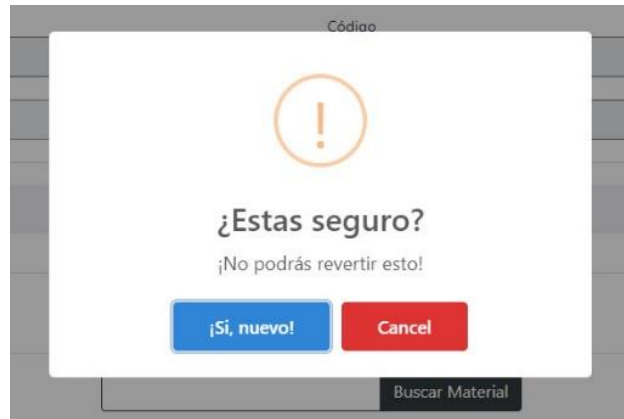 Código
!
¿Estas seguro?
¡No podrás revertir esto!
¡Si, nuevo! Cancel
Buscar Material